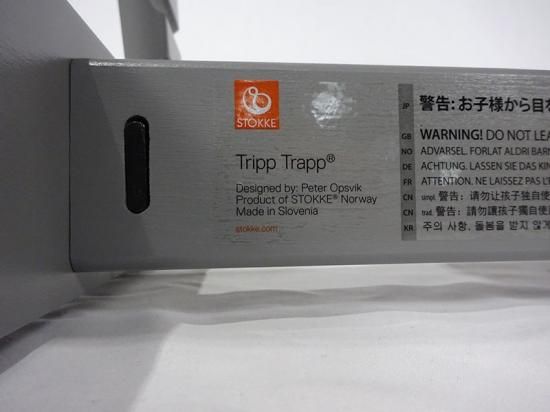 STOKKE
Tripp Trapp®
Designed by: Peter Opsvik
Product of STOKKE® Norway
Made in Slovenia
stokke.com
JP 警告: お子様から目を
GB WARNING! DO NOT LEA
NO ADVARSEL. FORLAT ALDRI BARN
DE ACHTUNG. LASSEN SIE DAS KIN
FR ATTENTION. NE LAISSEZ PAS L'E
CN simpl. 警告: 请勿让孩子独自使
CN trad. 警告: 請勿讓孩子獨自使
KR 주의 사항. 돌봄을 받지 않게